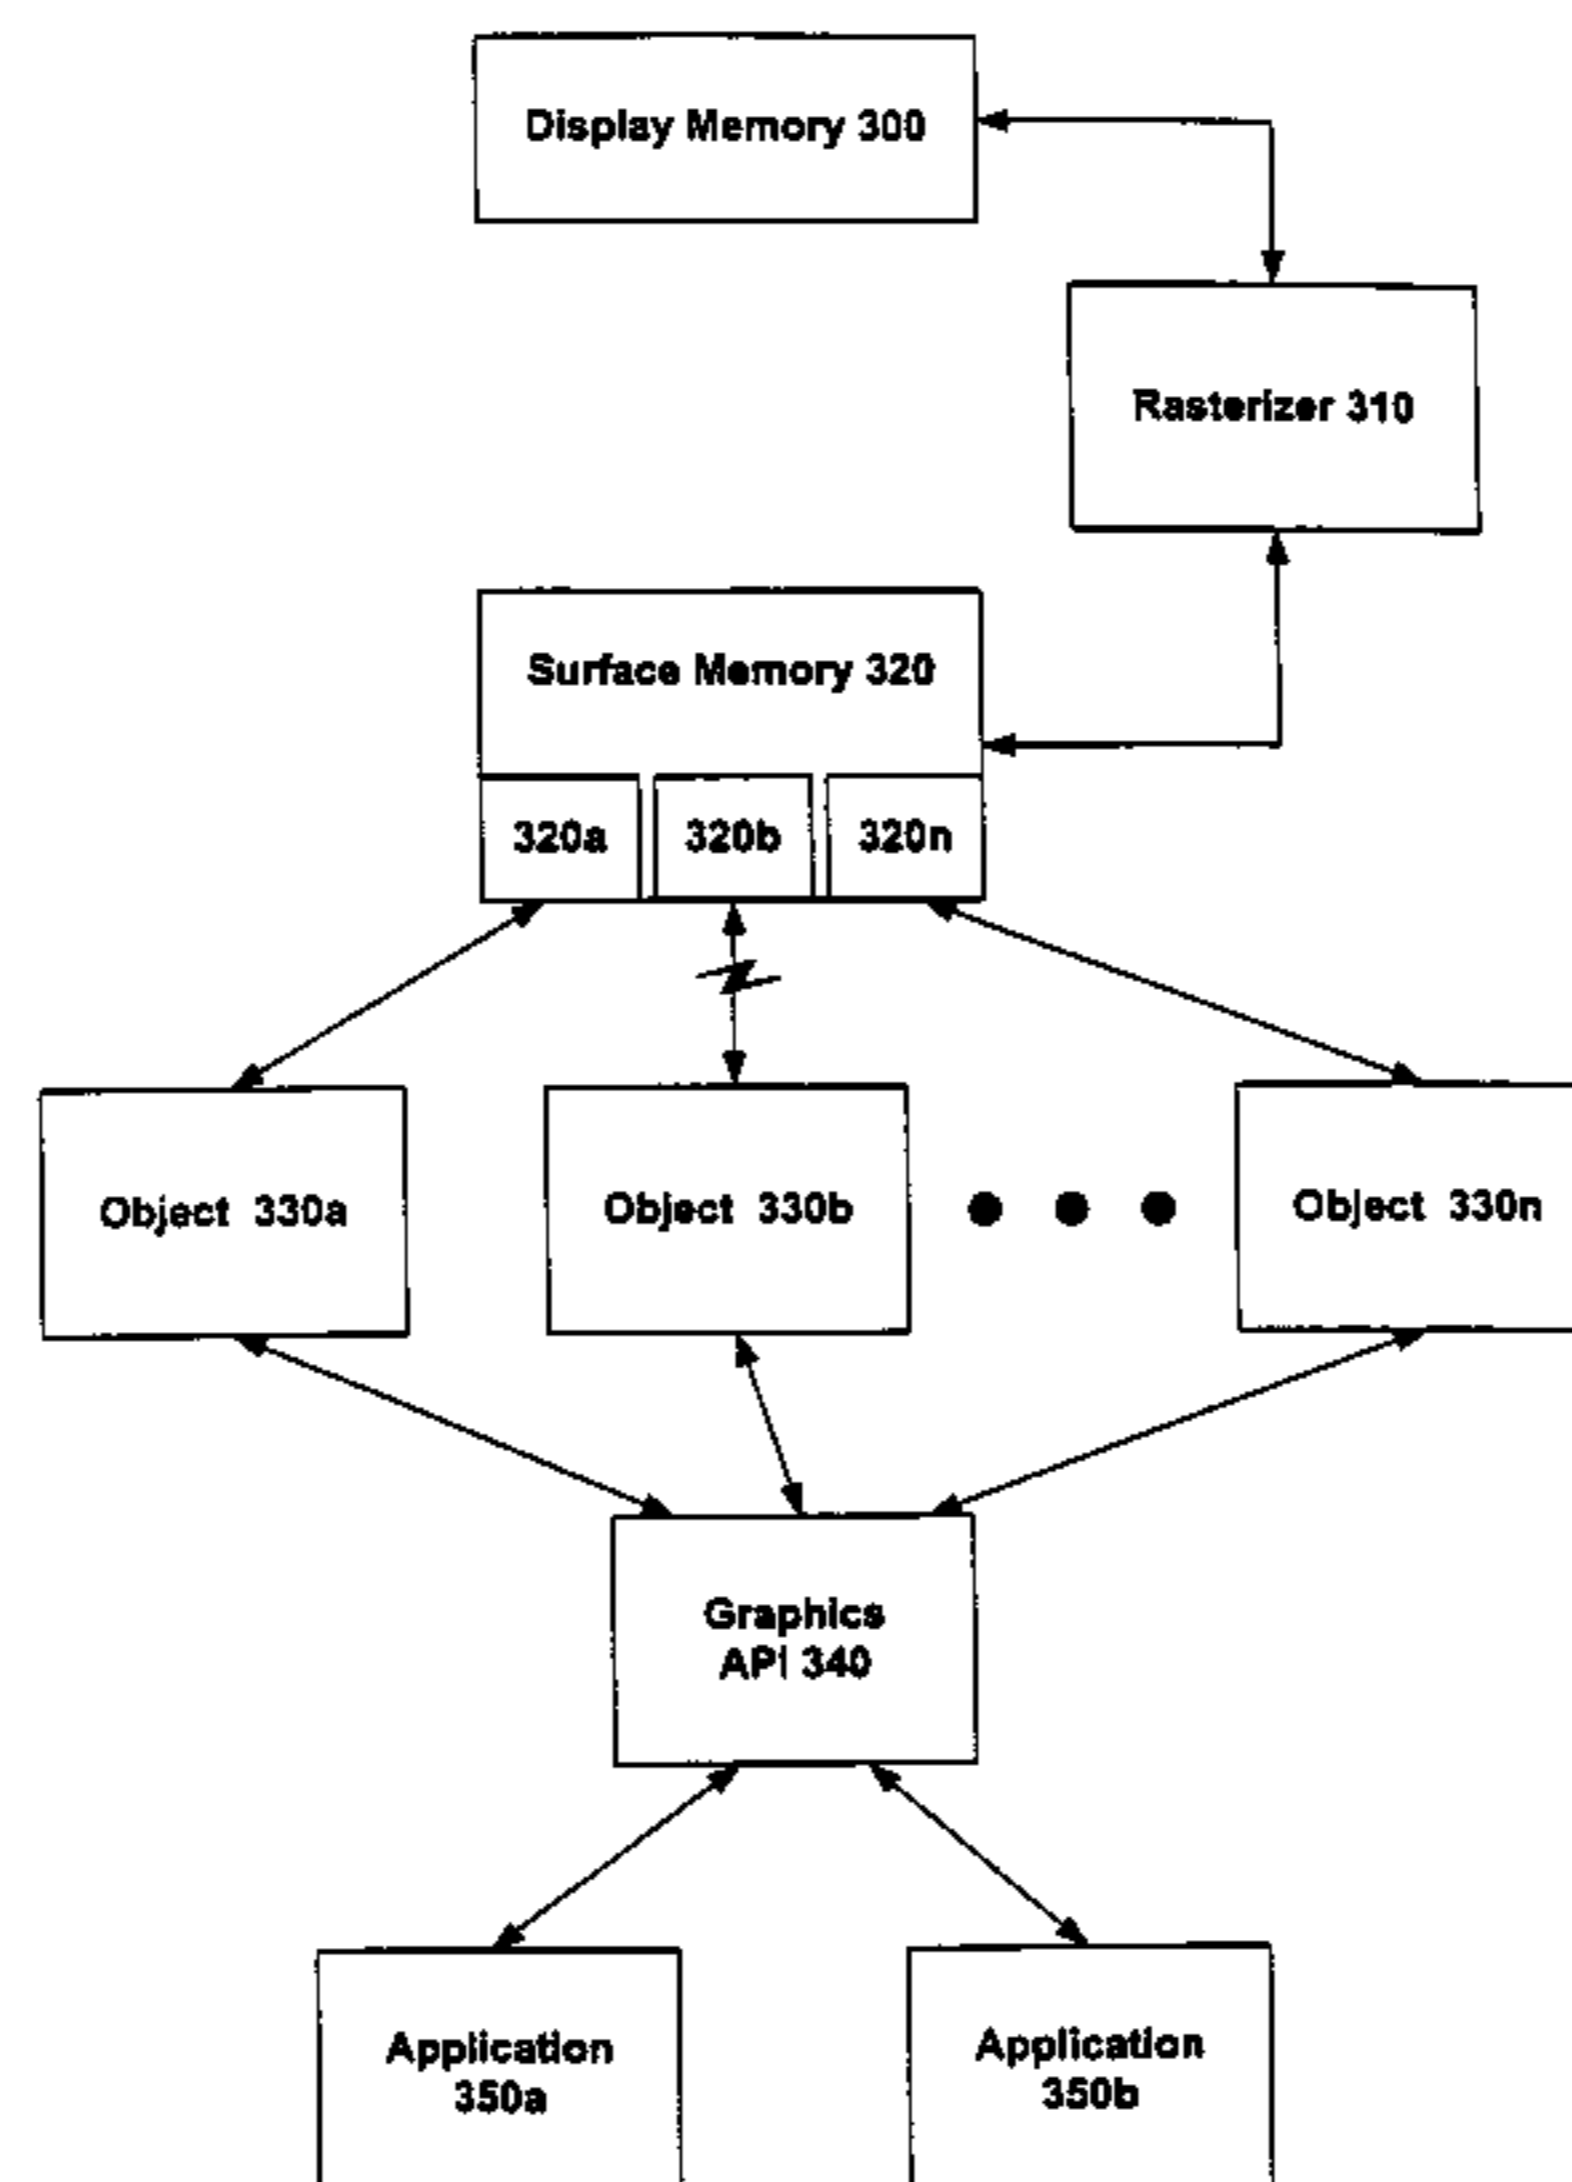 Display Memory 300
Rasterizer 310
Surface Memory 320
320a
320b
320n
Object 330a
Object 330b
Object 330n
Graphics
API 340
Application
350a
Application
350b